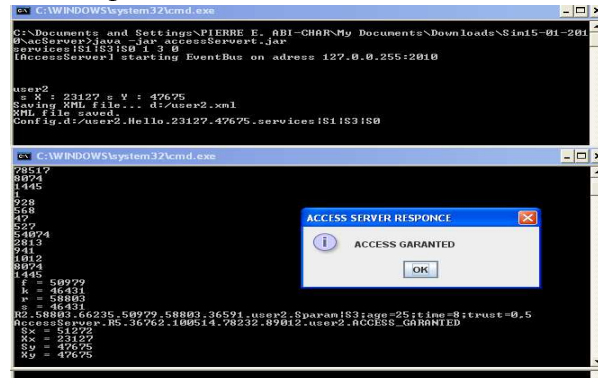 C:\WINDOWS\system32\cmd.exe
C:\Documents and Settings\PIERRE E. ABI-CHAR\My Documents\Downloads\Sim15-01-201
0\acServer>java -jar accessServert.jar
services|S1|S3|S0 1 3 0
[AccessServer] starting EventBus on adress 127.0.0.255:2010
user2
s X : 23127 s Y : 47675
Saving XML file... d:/user2.xml
XML file saved.
Config.d:/user2.Hello.23127.47675.services|S1|S3|S0
C:\WINDOWS\system32\cmd.exe
78517
8074
1445
1
928
568
47
527
54074
2813
941
1012
8074
1445
f = 50979
k = 46431
r = 58803
s = 46431
R2.58803.66235.50979.58803.36591.user2.Sparam|S3;age=25;time=8;trust=0,5
AccessServer.R5.36762.100514.78232.89012.user2.ACCESS_GARANTED
Sx = 51272
Xx = 23127
Sy = 47675
Xy = 47675
ACCESS SERVER RESPONCE
ACCESS GARANTED
OK